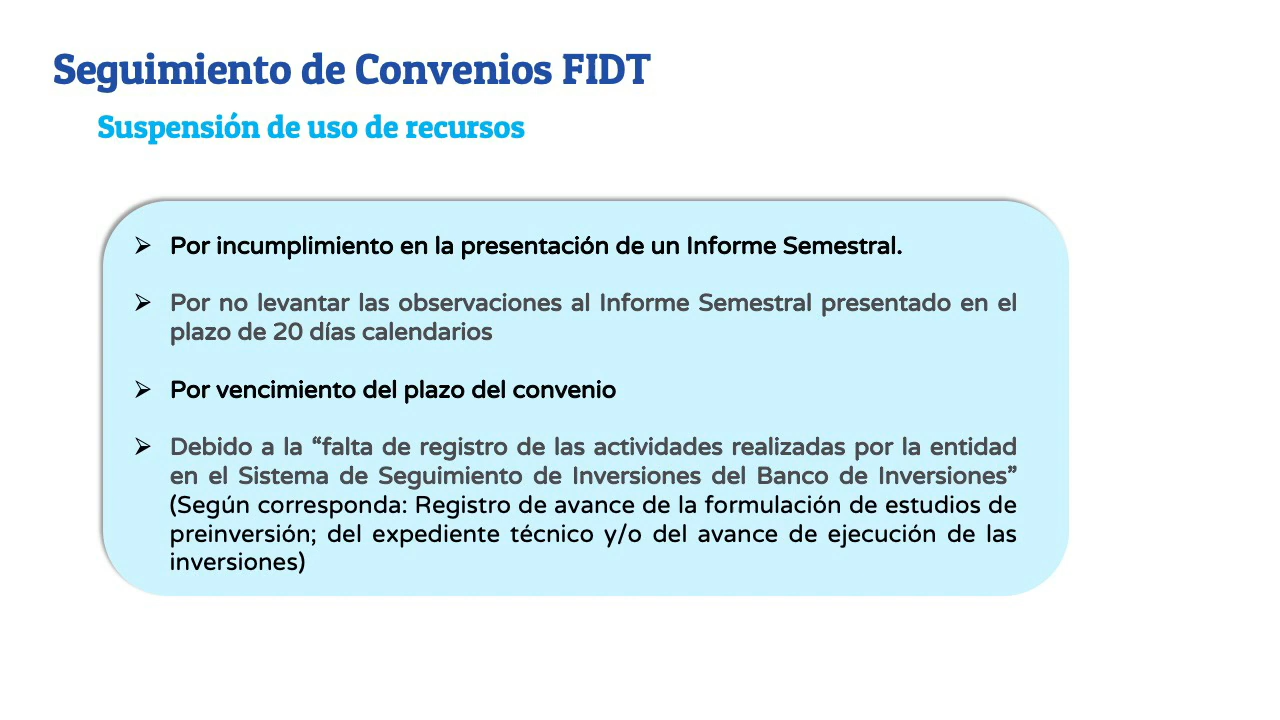 Seguimiento de Convenios FIDT
Suspensión de uso de recursos
➢ Por incumplimiento en la presentación de un Informe Semestral.
➢ Por no levantar las observaciones al Informe Semestral presentado en el
plazo de 20 días calendarios
➢ Por vencimiento del plazo del convenio
➢ Debido a la “falta de registro de las actividades realizadas por la entidad
en el Sistema de Seguimiento de Inversiones del Banco de Inversiones”
(Según corresponda: Registro de avance de la formulación de estudios de
preinversión; del expediente técnico y/o del avance de ejecución de las
inversiones)